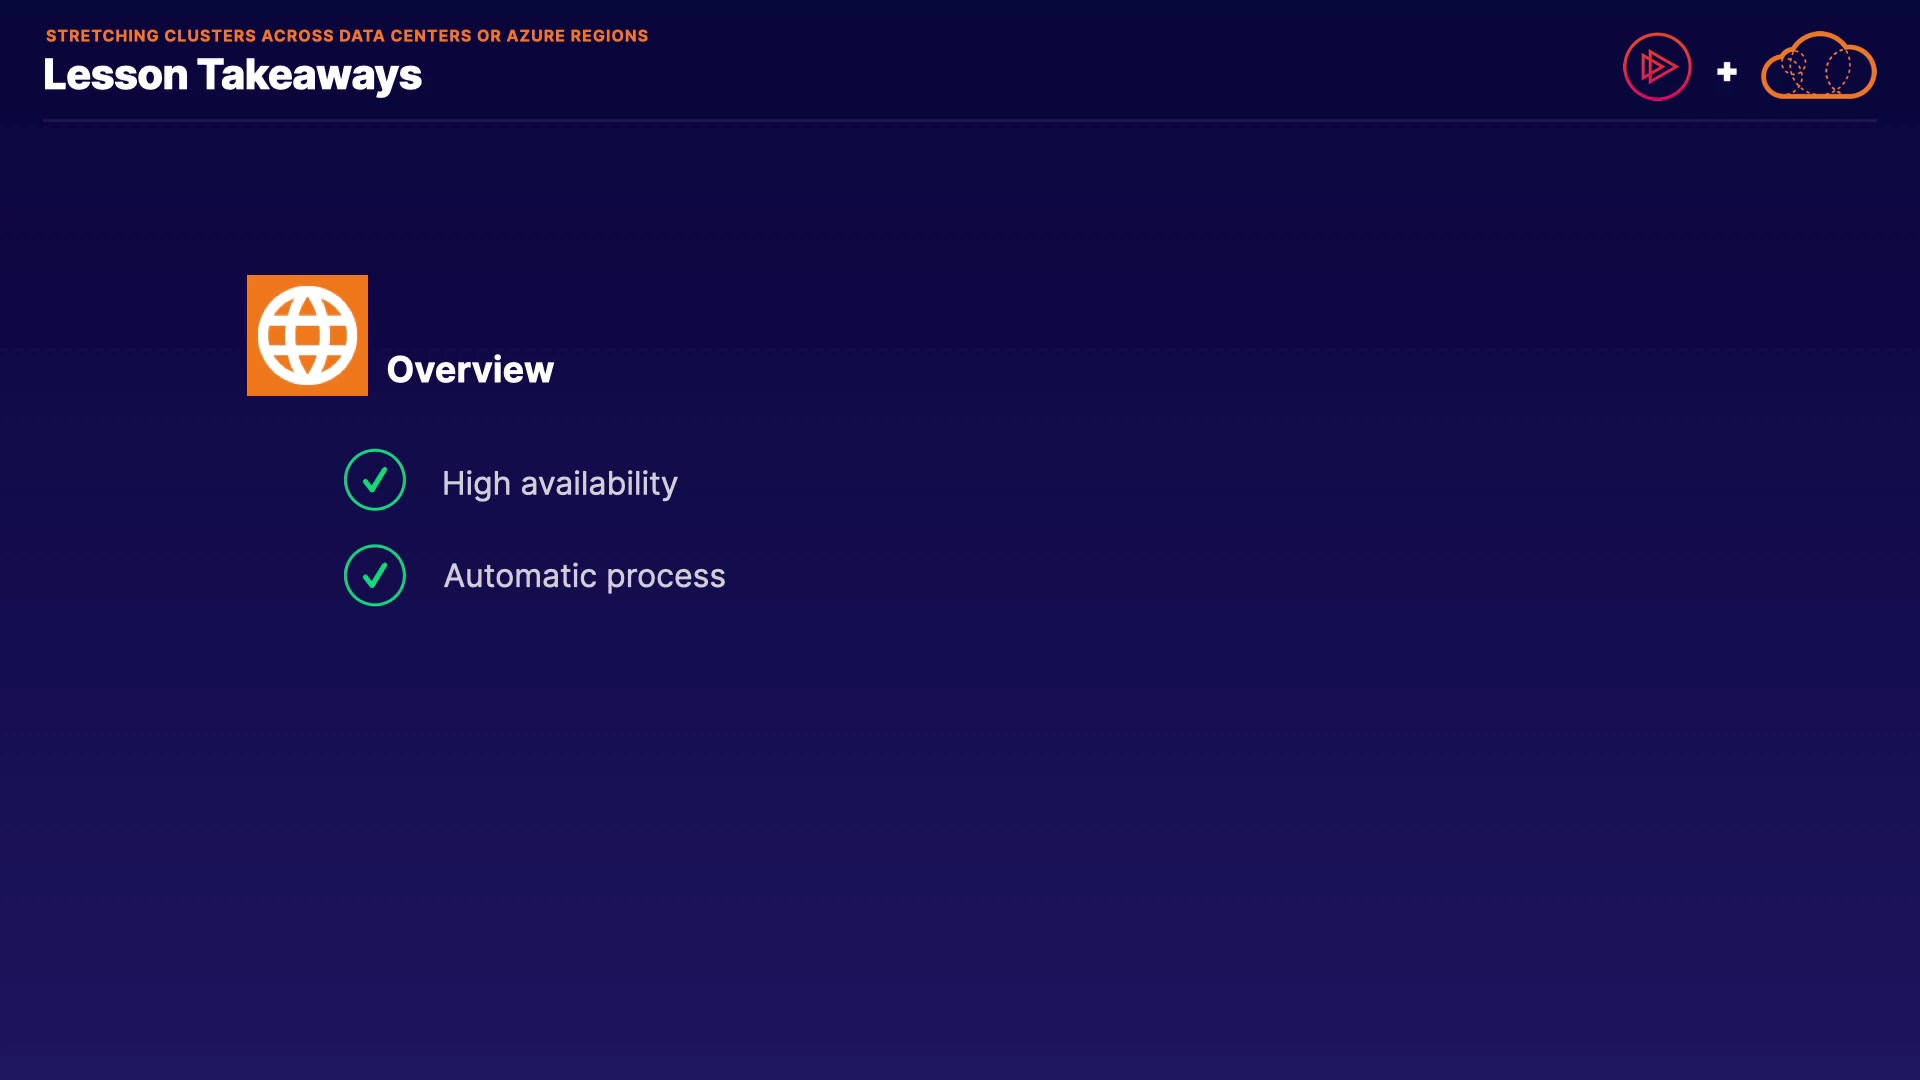 STRETCHING CLUSTERS ACROSS DATA CENTERS OR AZURE REGIONS
Lesson Takeaways
Overview
High availability
Automatic process